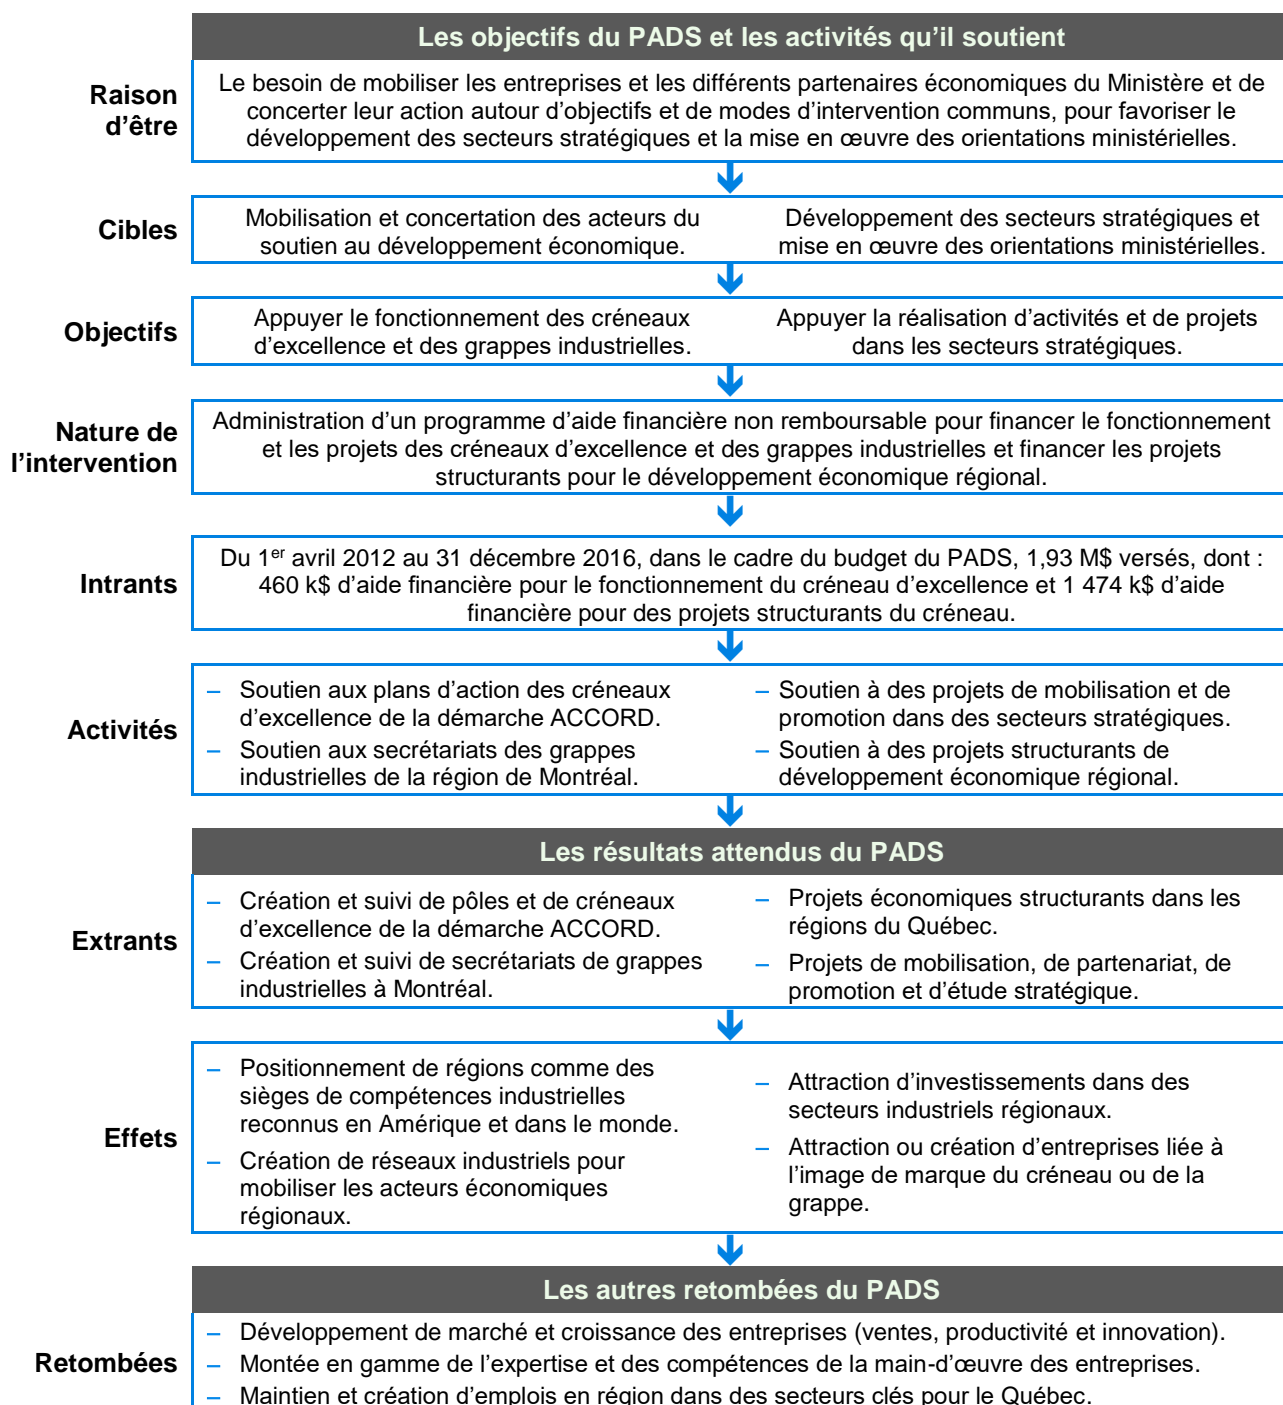 Les objectifs du PADS et les activités qu’il soutient
Raison
d’être
Le besoin de mobiliser les entreprises et les différents partenaires économiques du Ministère et de
concerter leur action autour d’objectifs et de modes d’intervention communs, pour favoriser le
développement des secteurs stratégiques et la mise en œuvre des orientations ministérielles.
Cibles
Mobilisation et concertation des acteurs du
soutien au développement économique.
Développement des secteurs stratégiques et
mise en œuvre des orientations ministérielles.
Objectifs
Appuyer le fonctionnement des créneaux
d’excellence et des grappes industrielles.
Appuyer la réalisation d’activités et de projets
dans les secteurs stratégiques.
Nature de
l’intervention
Administration d’un programme d’aide financière non remboursable pour financer le fonctionnement
et les projets des créneaux d’excellence et des grappes industrielles et financer les projets
structurants pour le développement économique régional.
Intrants
Du 1er avril 2012 au 31 décembre 2016, dans le cadre du budget du PADS, 1,93 M$ versés, dont :
460 k$ d’aide financière pour le fonctionnement du créneau d’excellence et 1 474 k$ d’aide
financière pour des projets structurants du créneau.
Activités
– Soutien aux plans d’action des créneaux
d’excellence de la démarche ACCORD.
– Soutien aux secrétariats des grappes
industrielles de la région de Montréal.
– Soutien à des projets de mobilisation et de
promotion dans des secteurs stratégiques.
– Soutien à des projets structurants de
développement économique régional.
Les résultats attendus du PADS
Extrants
– Création et suivi de pôles et de créneaux
d’excellence de la démarche ACCORD.
– Création et suivi de secrétariats de grappes
industrielles à Montréal.
– Projets économiques structurants dans les
régions du Québec.
– Projets de mobilisation, de partenariat, de
promotion et d’étude stratégique.
Effets
– Positionnement de régions comme des
sièges de compétences industrielles
reconnus en Amérique et dans le monde.
– Création de réseaux industriels pour
mobiliser les acteurs économiques
régionaux.
– Attraction d’investissements dans des
secteurs industriels régionaux.
– Attraction ou création d’entreprises liée à
l’image de marque du créneau ou de la
grappe.
Les autres retombées du PADS
Retombées
– Développement de marché et croissance des entreprises (ventes, productivité et innovation).
– Montée en gamme de l’expertise et des compétences de la main-d’œuvre des entreprises.
– Maintien et création d’emplois en région dans des secteurs clés pour le Québec.